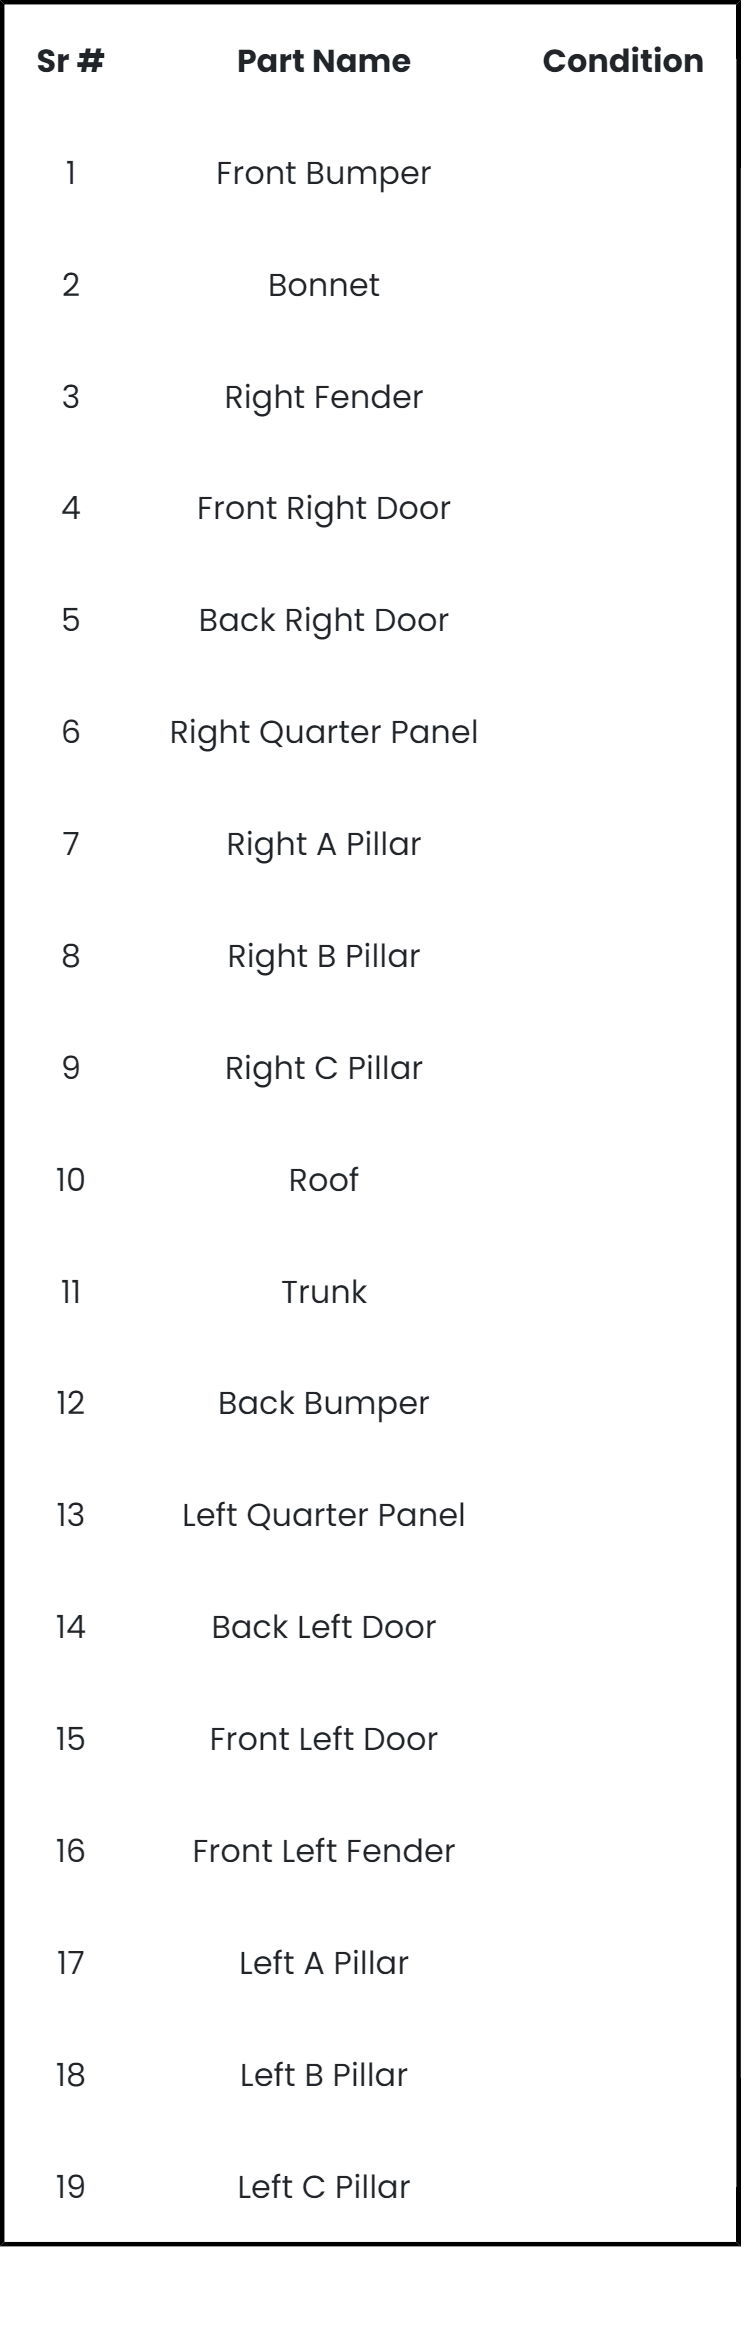 Sr # Part Name Condition
1 Front Bumper
2 Bonnet
3 Right Fender
4 Front Right Door
5 Back Right Door
6 Right Quarter Panel
7 Right A Pillar
8 Right B Pillar
9 Right C Pillar
10 Roof
11 Trunk
12 Back Bumper
13 Left Quarter Panel
14 Back Left Door
15 Front Left Door
16 Front Left Fender
17 Left A Pillar
18 Left B Pillar
19 Left C Pillar